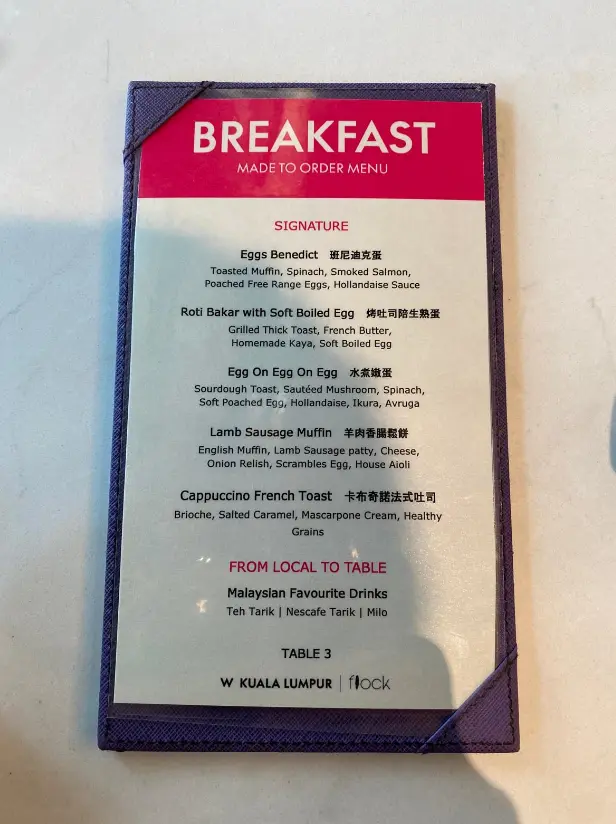 BREAKFAST
MADE TO ORDER MENU
SIGNATURE
Eggs Benedict 班尼迪克蛋
Toasted Muffin, Spinach, Smoked Salmon,
Poached Free Range Eggs, Hollandaise Sauce
Roti Bakar with Soft Boiled Egg 烤吐司陪生熟蛋
Grilled Thick Toast, French Butter,
Homemade Kaya, Soft Boiled Egg
Egg On Egg On Egg 水煮嫩蛋
Sourdough Toast, Sautéed Mushroom, Spinach,
Soft Poached Egg, Hollandaise, Ikura, Avruga
Lamb Sausage Muffin 羊肉香腸鬆餅
English Muffin, Lamb Sausage patty, Cheese,
Onion Relish, Scrambles Egg, House Aioli
Cappuccino French Toast 卡布奇諾法式吐司
Brioche, Salted Caramel, Mascarpone Cream, Healthy
Grains
FROM LOCAL TO TABLE
Malaysian Favourite Drinks
Teh Tarik | Nescafe Tarik | Milo
TABLE 3
W KUALA LUMPUR | flock